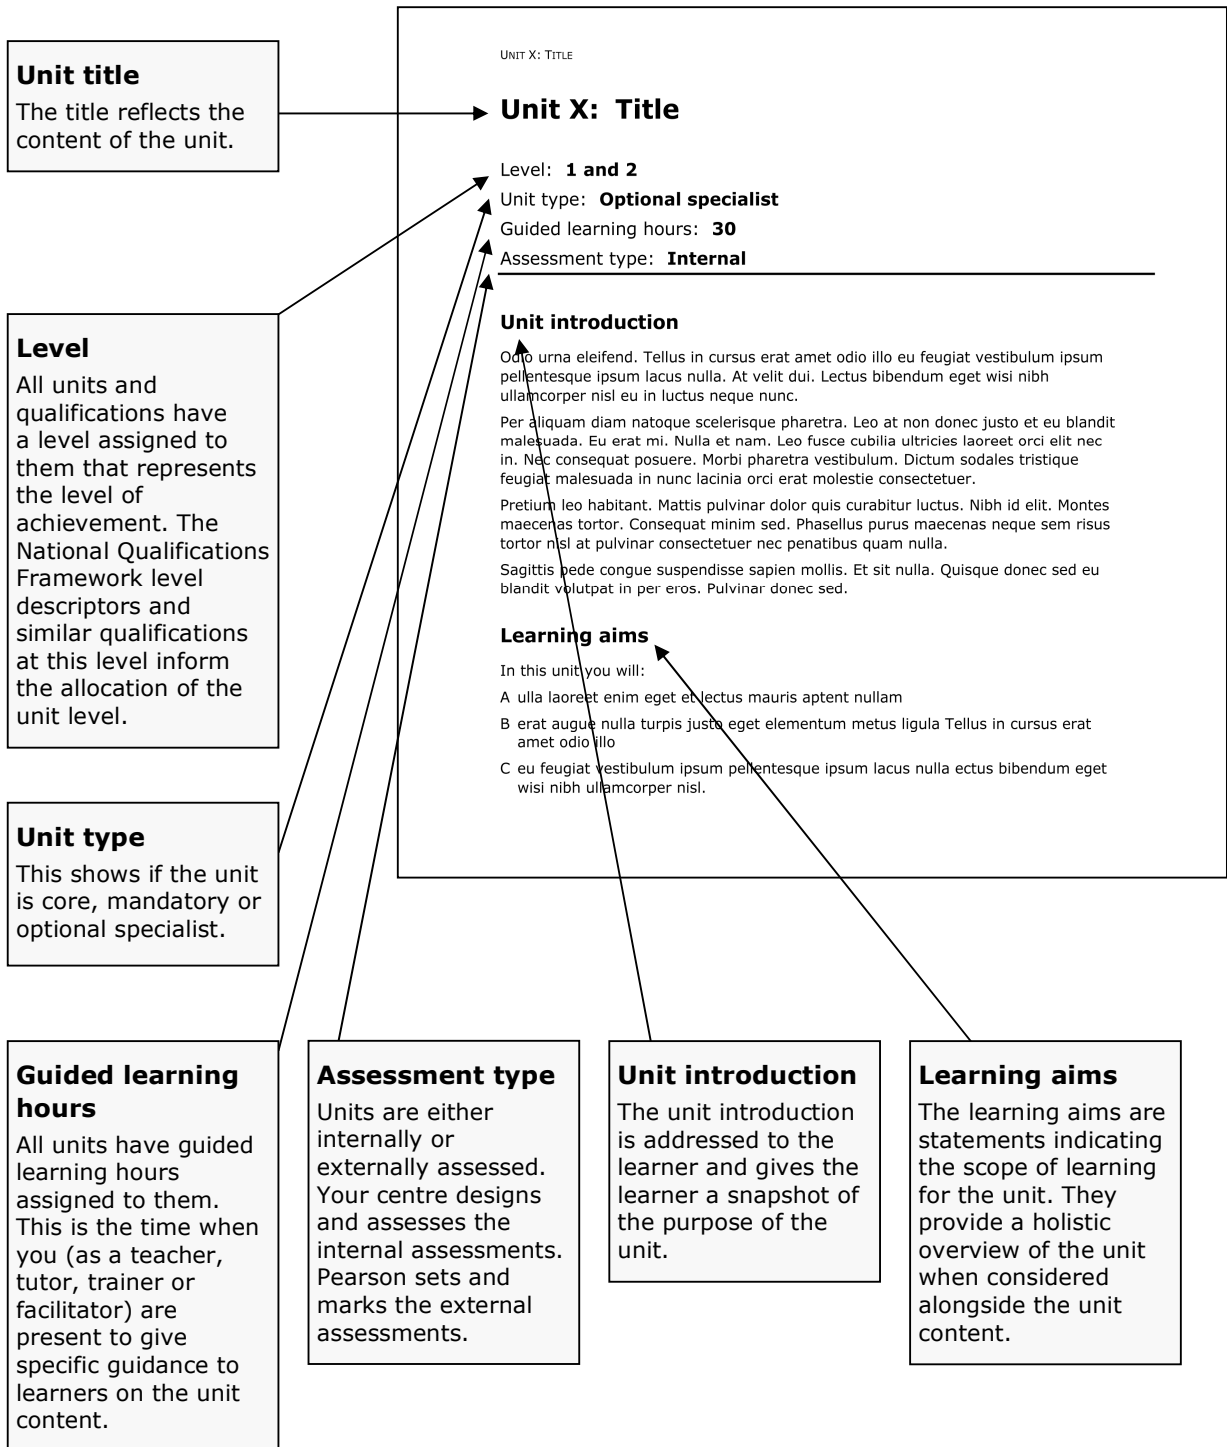 UNIT X: TITLE
Unit X: Title
Level: 1 and 2
Unit type: Optional specialist
Guided learning hours: 30
Assessment type: Internal
Unit introduction
Odio urna eleifend. Tellus in cursus erat amet odio illo eu feugiat vestibulum ipsum
pellentesque ipsum lacus nulla. At velit dui. Lectus bibendum eget wisi nibh
ullamcorper nisl eu in luctus neque nunc.
Per aliquam diam natoque scelerisque pharetra. Leo at non donec justo et eu blandit
malesuada. Eu erat mi. Nulla et nam. Leo fusce cubilia ultricies laoreet orci elit nec
in. Nec consequat posuere. Morbi pharetra vestibulum. Dictum sodales tristique
feugiat malesuada in nunc lacinia orci erat molestie consectetuer.
Pretium leo habitant. Mattis pulvinar dolor quis curabitur luctus. Nibh id elit. Montes
maecenas tortor. Consequat minim sed. Phasellus purus maecenas neque sem risus
tortor nisl at pulvinar consectetuer nec penatibus quam nulla.
Sagittis pede congue suspendisse sapien mollis. Et sit nulla. Quisque donec sed eu
blandit volutpat in per eros. Pulvinar donec sed.
Learning aims
In this unit you will:
A ulla laoreet enim eget et lectus mauris aptent nullam
B erat augue nulla turpis justo eget elementum metus ligula Tellus in cursus erat
amet odio illo
C eu feugiat vestibulum ipsum pellentesque ipsum lacus nulla ectus bibendum eget
wisi nibh ullamcorper nisl.
Unit title
The title reflects the
content of the unit.
Level
All units and
qualifications have
a level assigned to
them that represents
the level of
achievement. The
National Qualifications
Framework level
descriptors and
similar qualifications
at this level inform
the allocation of the
unit level.
Unit type
This shows if the unit
is core, mandatory or
optional specialist.
Guided learning
hours
All units have guided
learning hours
assigned to them.
This is the time when
you (as a teacher,
tutor, trainer or
facilitator) are
present to give
specific guidance to
learners on the unit
content.
Assessment type
Units are either
internally or
externally assessed.
Your centre designs
and assesses the
internal assessments.
Pearson sets and
marks the external
assessments.
Unit introduction
The unit introduction
is addressed to the
learner and gives the
learner a snapshot of
the purpose of the
unit.
Learning aims
The learning aims are
statements indicating
the scope of learning
for the unit. They
provide a holistic
overview of the unit
when considered
alongside the unit
content.